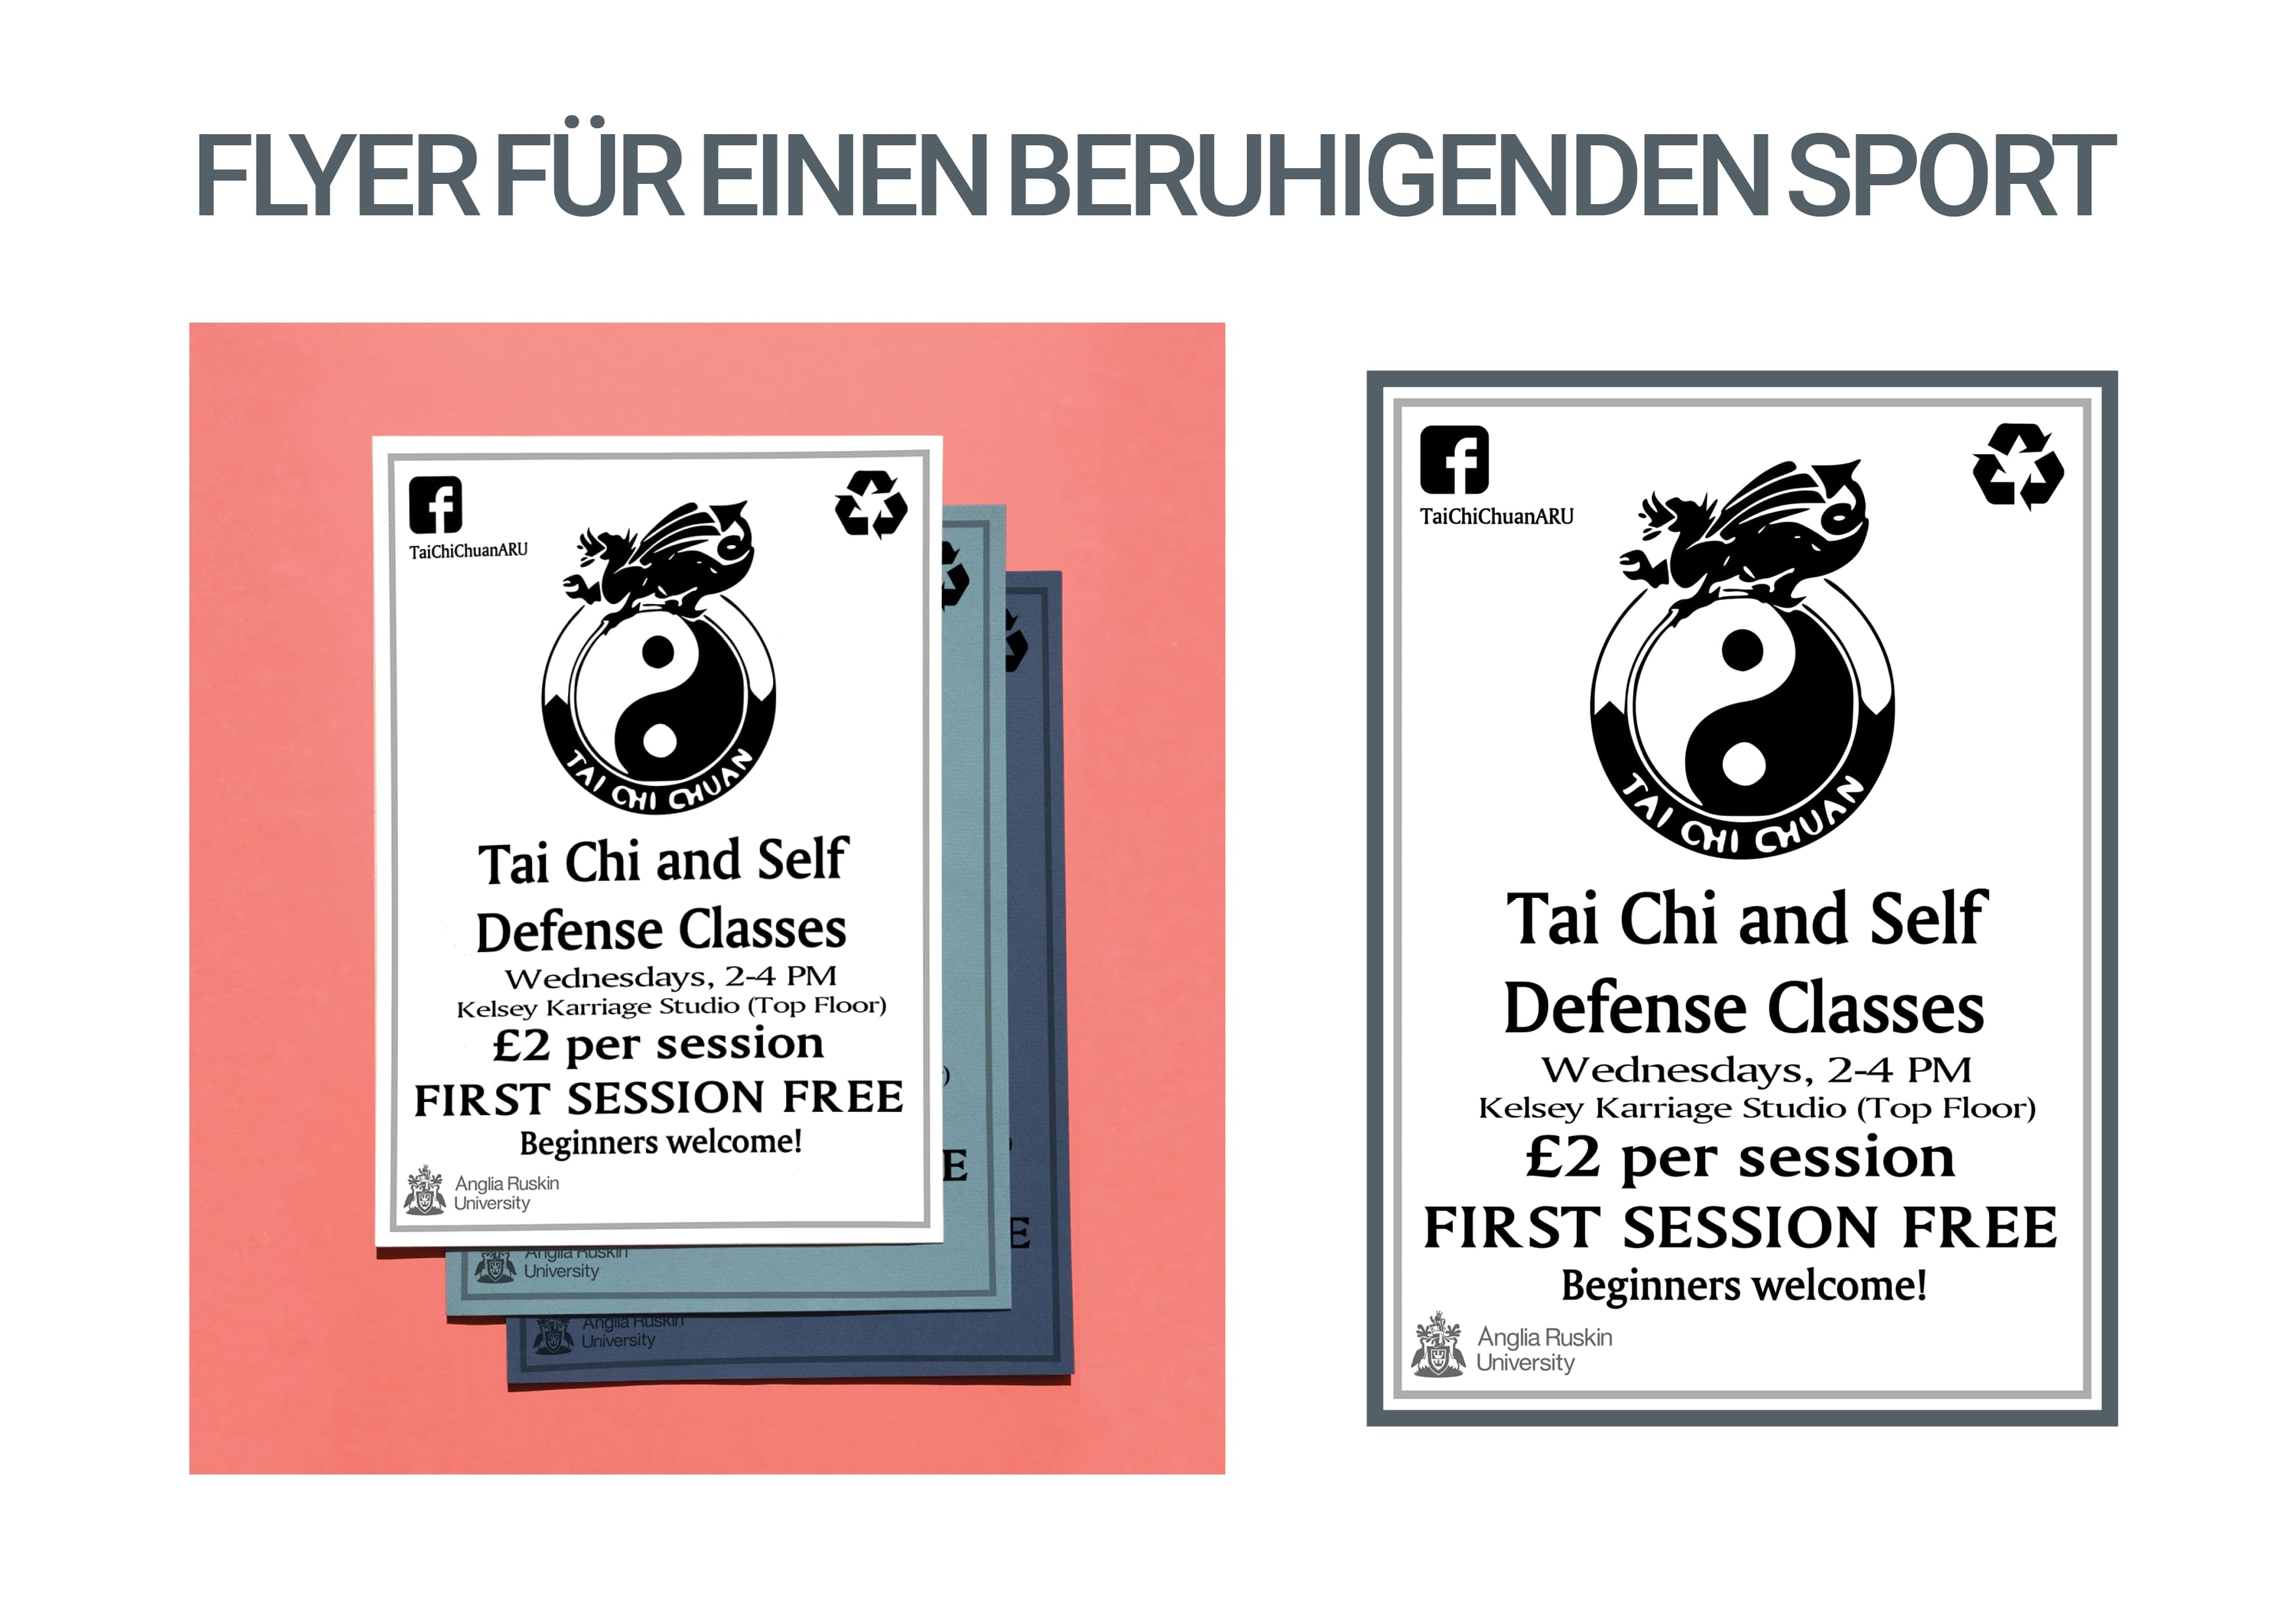 FLYER FÜR EINEN BERUHIGENDEN SPORT
TaiChiChuanARU
TAI CHI CHUAN
Tai Chi and Self
Defense Classes
Wednesdays, 2-4 PM
Kelsey Karriage Studio (Top Floor)
£2 per session
FIRST SESSION FREE
Beginners welcome!
Anglia Ruskin
University
)
E
Anglia Ruskin
University
E
Anglia Ruskin
University
TaiChiChuanARU
TAI CHI CHUAN
Tai Chi and Self
Defense Classes
Wednesdays, 2-4 PM
Kelsey Karriage Studio (Top Floor)
£2 per session
FIRST SESSION FREE
Beginners welcome!
Anglia Ruskin
University